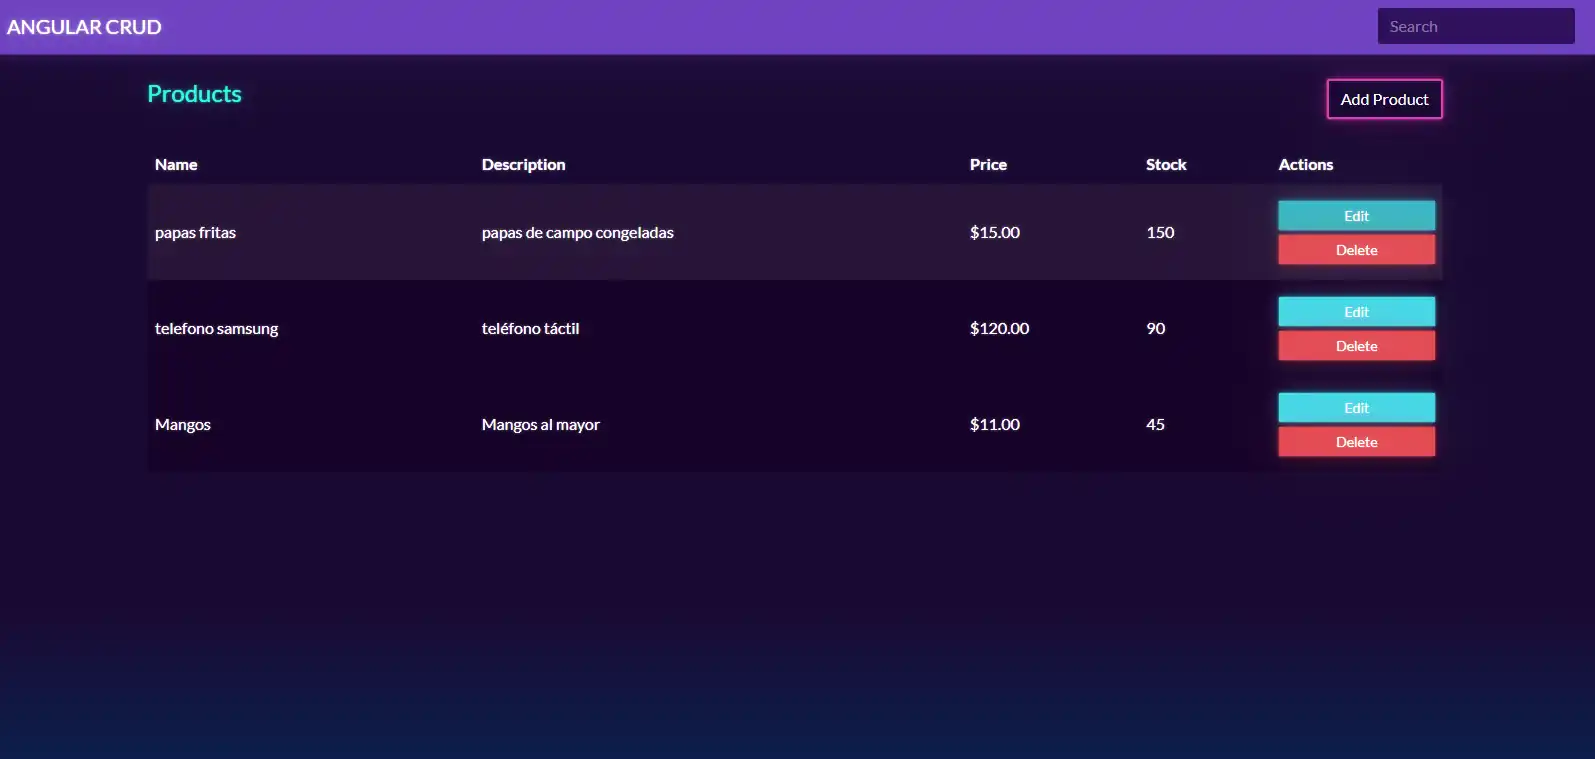 ANGULAR CRUD Search
Products Add Product
Name Description Price Stock Actions
papas fritas papas de campo congeladas $15.00 150 Edit
Delete
telefono samsung teléfono táctil $120.00 90 Edit
Delete
Mangos Mangos al mayor $11.00 45 Edit
Delete